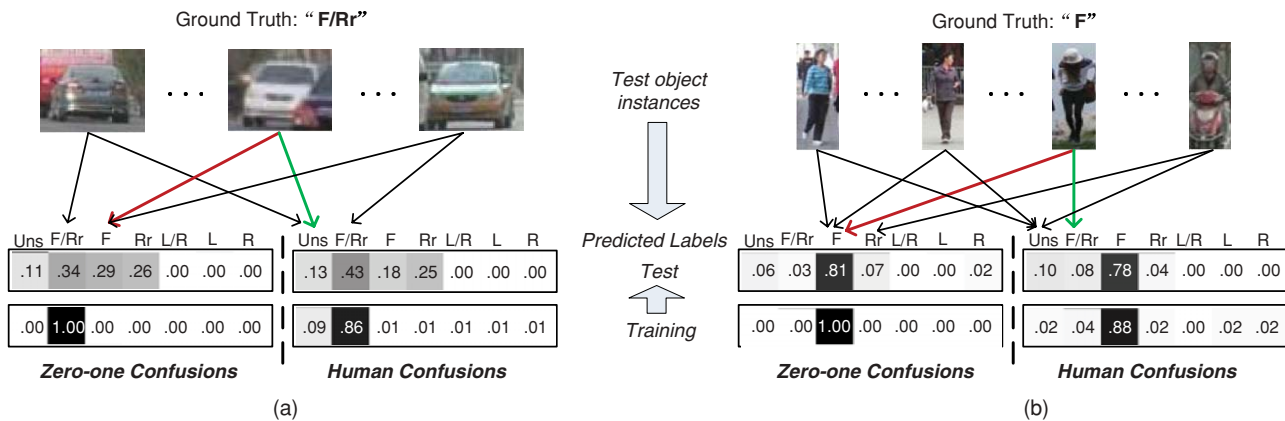 Ground Truth: “F/Rr”
Test object
instances
Predicted Labels
Test
Training
Uns F/Rr F Rr L/R L R
.11 .34 .29 .26 .00 .00 .00
.00 1.00 .00 .00 .00 .00 .00
Zero-one Confusions
Uns F/Rr F Rr L/R L R
.13 .43 .18 .25 .00 .00 .00
.09 .86 .01 .01 .01 .01 .01
Human Confusions
(a)
Ground Truth: “F”
Uns F/Rr F Rr L/R L R
.06 .03 .81 .07 .00 .00 .02
.00 .00 1.00 .00 .00 .00 .00
Zero-one Confusions
Uns F/Rr F Rr L/R L R
.10 .08 .78 .04 .00 .00 .00
.02 .04 .88 .02 .00 .02 .02
Human Confusions
(b)